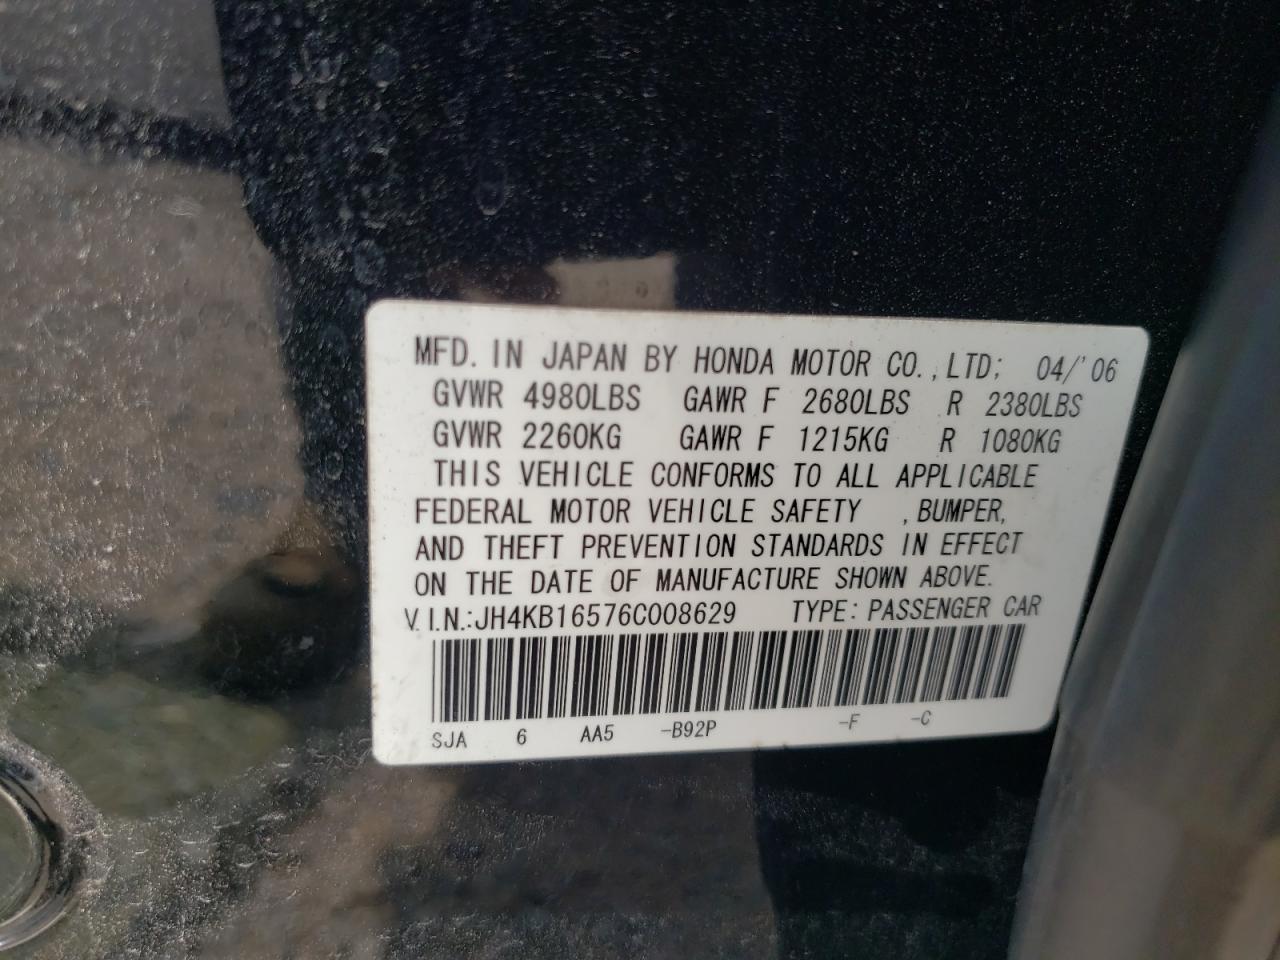 MFD. IN JAPAN BY HONDA MOTOR CO., LTD; 04/'06
GVWR 4980LBS GAWR F 2680LBS R 2380LBS
GVWR 2260KG GAWR F 1215KG R 1080KG
THIS VEHICLE CONFORMS TO ALL APPLICABLE
FEDERAL MOTOR VEHICLE SAFETY , BUMPER,
AND THEFT PREVENTION STANDARDS IN EFFECT
ON THE DATE OF MANUFACTURE SHOWN ABOVE.
V.I.N.:JH4KB16576C008629 TYPE: PASSENGER CAR
SJA 6 AA5 -B92P -F -C